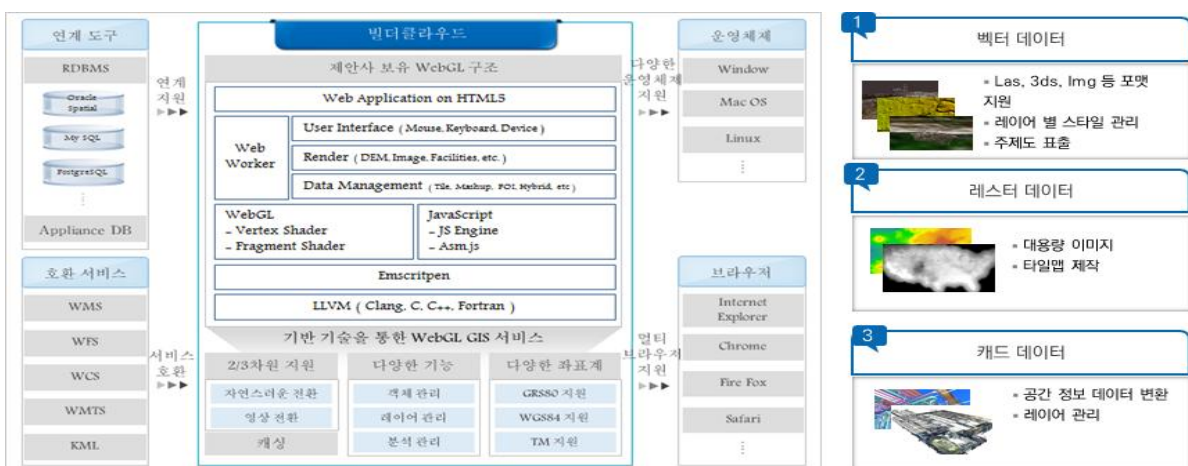 연계 도구
RDBMS
Oracle
Spatial
My SQL
PostgreSQL
⋮
Appliance DB
호환 서비스
WMS
WFS
WCS
WMTS
KML
연계
지원
▶▶▶
서비스
호환
▶▶▶
빌더클라우드
제안사 보유 WebGL 구조
Web Application on HTML5
Web
Worker
User Interface ( Mouse, Keyboard, Device )
Render ( DEM, Image, Facilities, etc. )
Data Management ( Tile, Mashup, POI, Hybrid, etc )
WebGL
- Vertex Shader
- Fragment Shader
JavaScript
- JS Engine
- Asm.js
Emscritpen
LLVM ( Clang, C, C++, Fortran )
기반 기술을 통한 WebGL GIS 서비스
2/3차원 지원
자연스러운 전환
영상 전환
캐싱
다양한 기능
객체 관리
레이어 관리
분석 관리
다양한 좌표계
GRS80 지원
WGS84 지원
TM 지원
다양한
운영체제
지원
▶▶▶
멀티
브라우저
지원
▶▶▶
운영체제
Window
Mac OS
Linux
⋮
브라우저
Internet
Explorer
Chrome
Fire Fox
Safari
⋮
1
벡터 데이터
▪ Las, 3ds, Img 등 포맷
지원
▪ 레이어 별 스타일 관리
▪ 주제도 표출
2
레스터 데이터
▪ 대용량 이미지
▪ 타일맵 제작
3
캐드 데이터
▪ 공간 정보 데이터 변환
▪ 레이어 관리